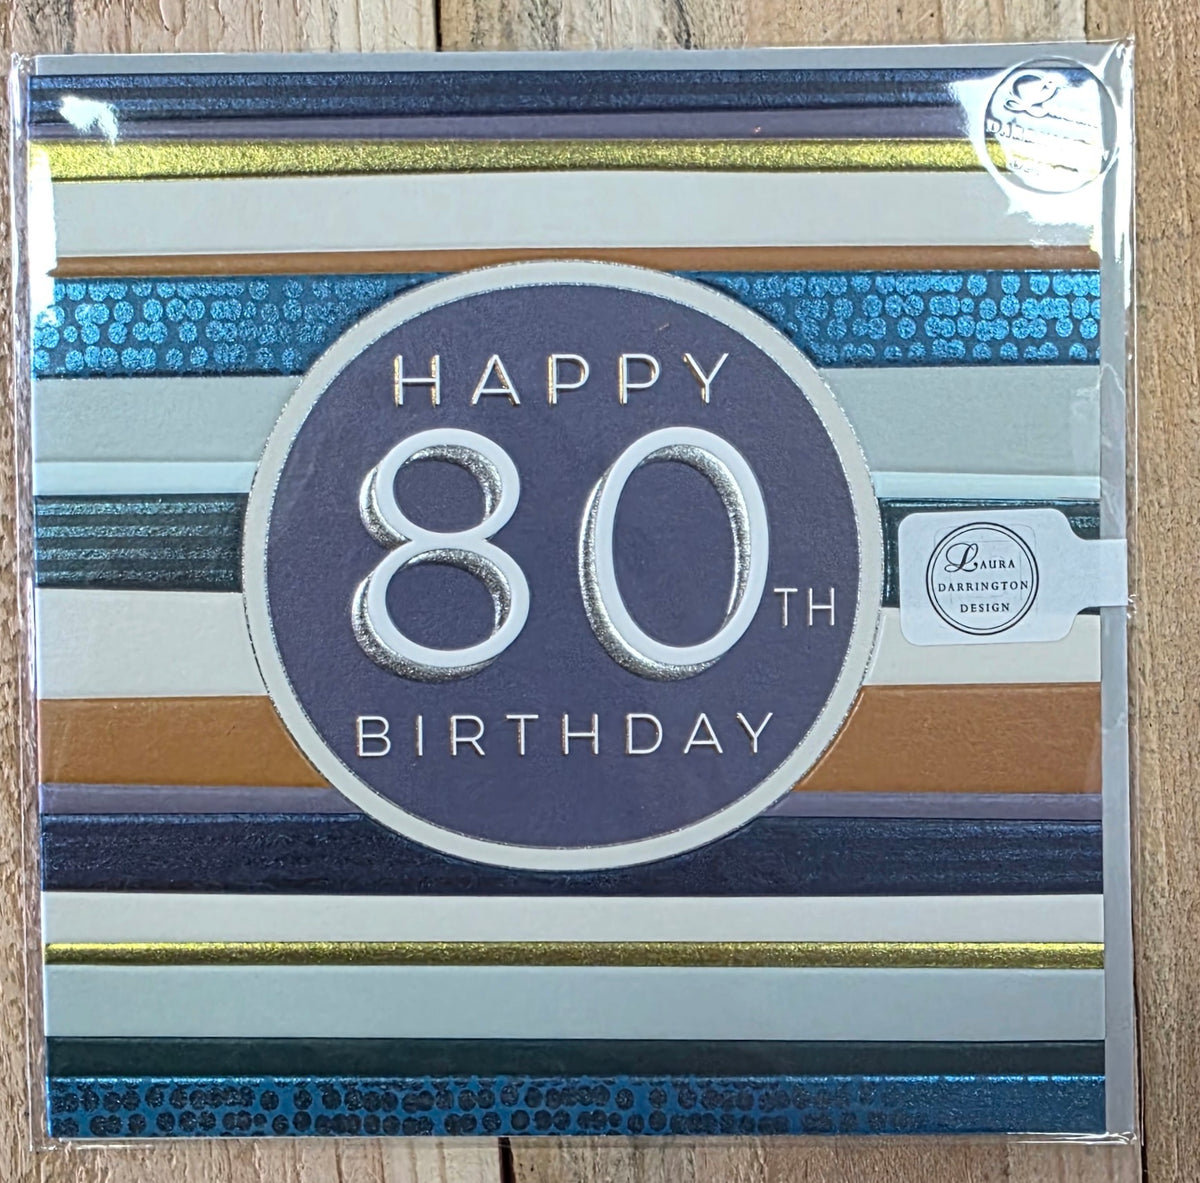 HAPPY
80TH
BIRTHDAY
LAURA
DARRINGTON
DESIGN